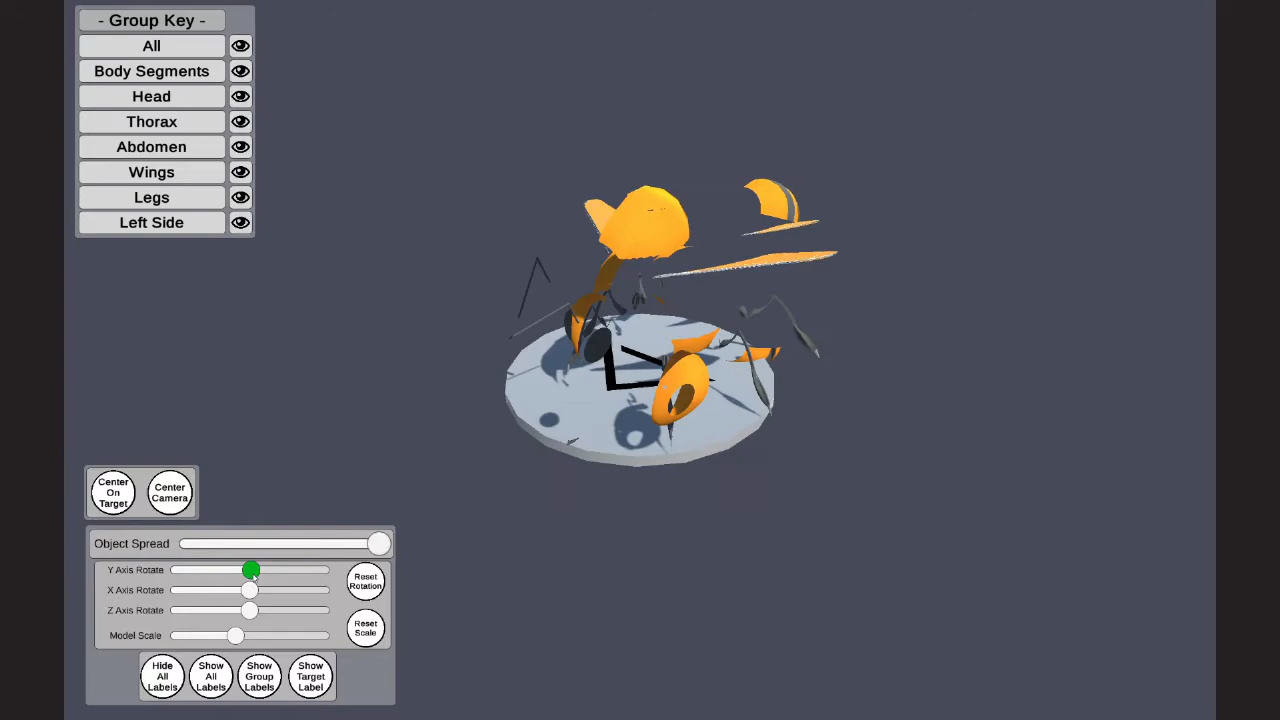 - Group Key -
All
Body Segments
Head
Thorax
Abdomen
Wings
Legs
Left Side
Center On Target
Center Camera
Object Spread
Y Axis Rotate
X Axis Rotate
Z Axis Rotate
Reset Rotation
Model Scale
Reset Scale
Hide All Labels
Show All Labels
Show Group Labels
Show Target Label